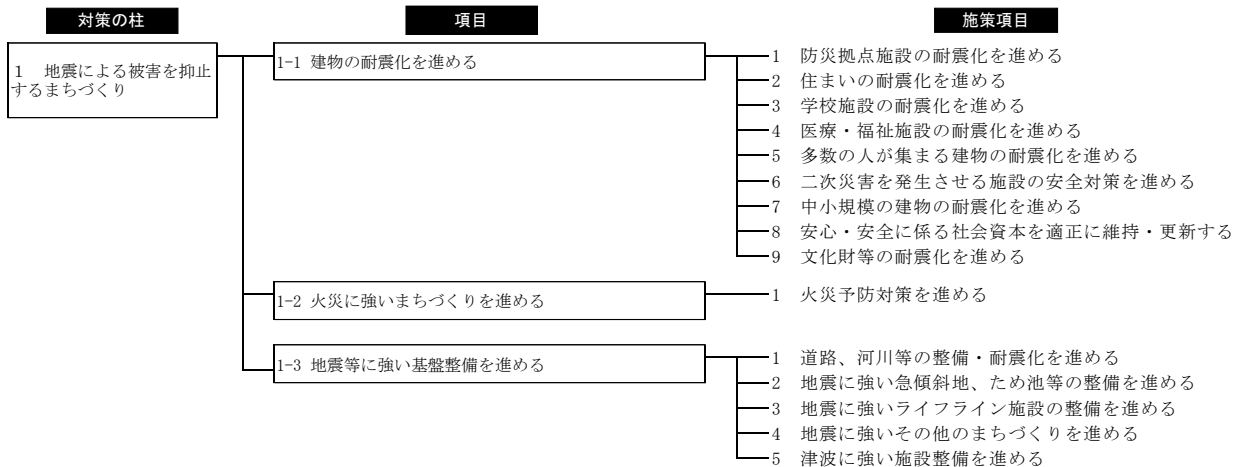 対策の柱 項目 施策項目
1 地震による被害を抑止
するまちづくり
1-1 建物の耐震化を進める
1 防災拠点施設の耐震化を進める
2 住まいの耐震化を進める
3 学校施設の耐震化を進める
4 医療・福祉施設の耐震化を進める
5 多数の人が集まる建物の耐震化を進める
6 二次災害を発生させる施設の安全対策を進める
7 中小規模の建物の耐震化を進める
8 安心・安全に係る社会資本を適正に維持・更新する
9 文化財等の耐震化を進める
1-2 火災に強いまちづくりを進める
1 火災予防対策を進める
1-3 地震等に強い基盤整備を進める
1 道路、河川等の整備・耐震化を進める
2 地震に強い急傾斜地、ため池等の整備を進める
3 地震に強いライフライン施設の整備を進める
4 地震に強いその他のまちづくりを進める
5 津波に強い施設整備を進める